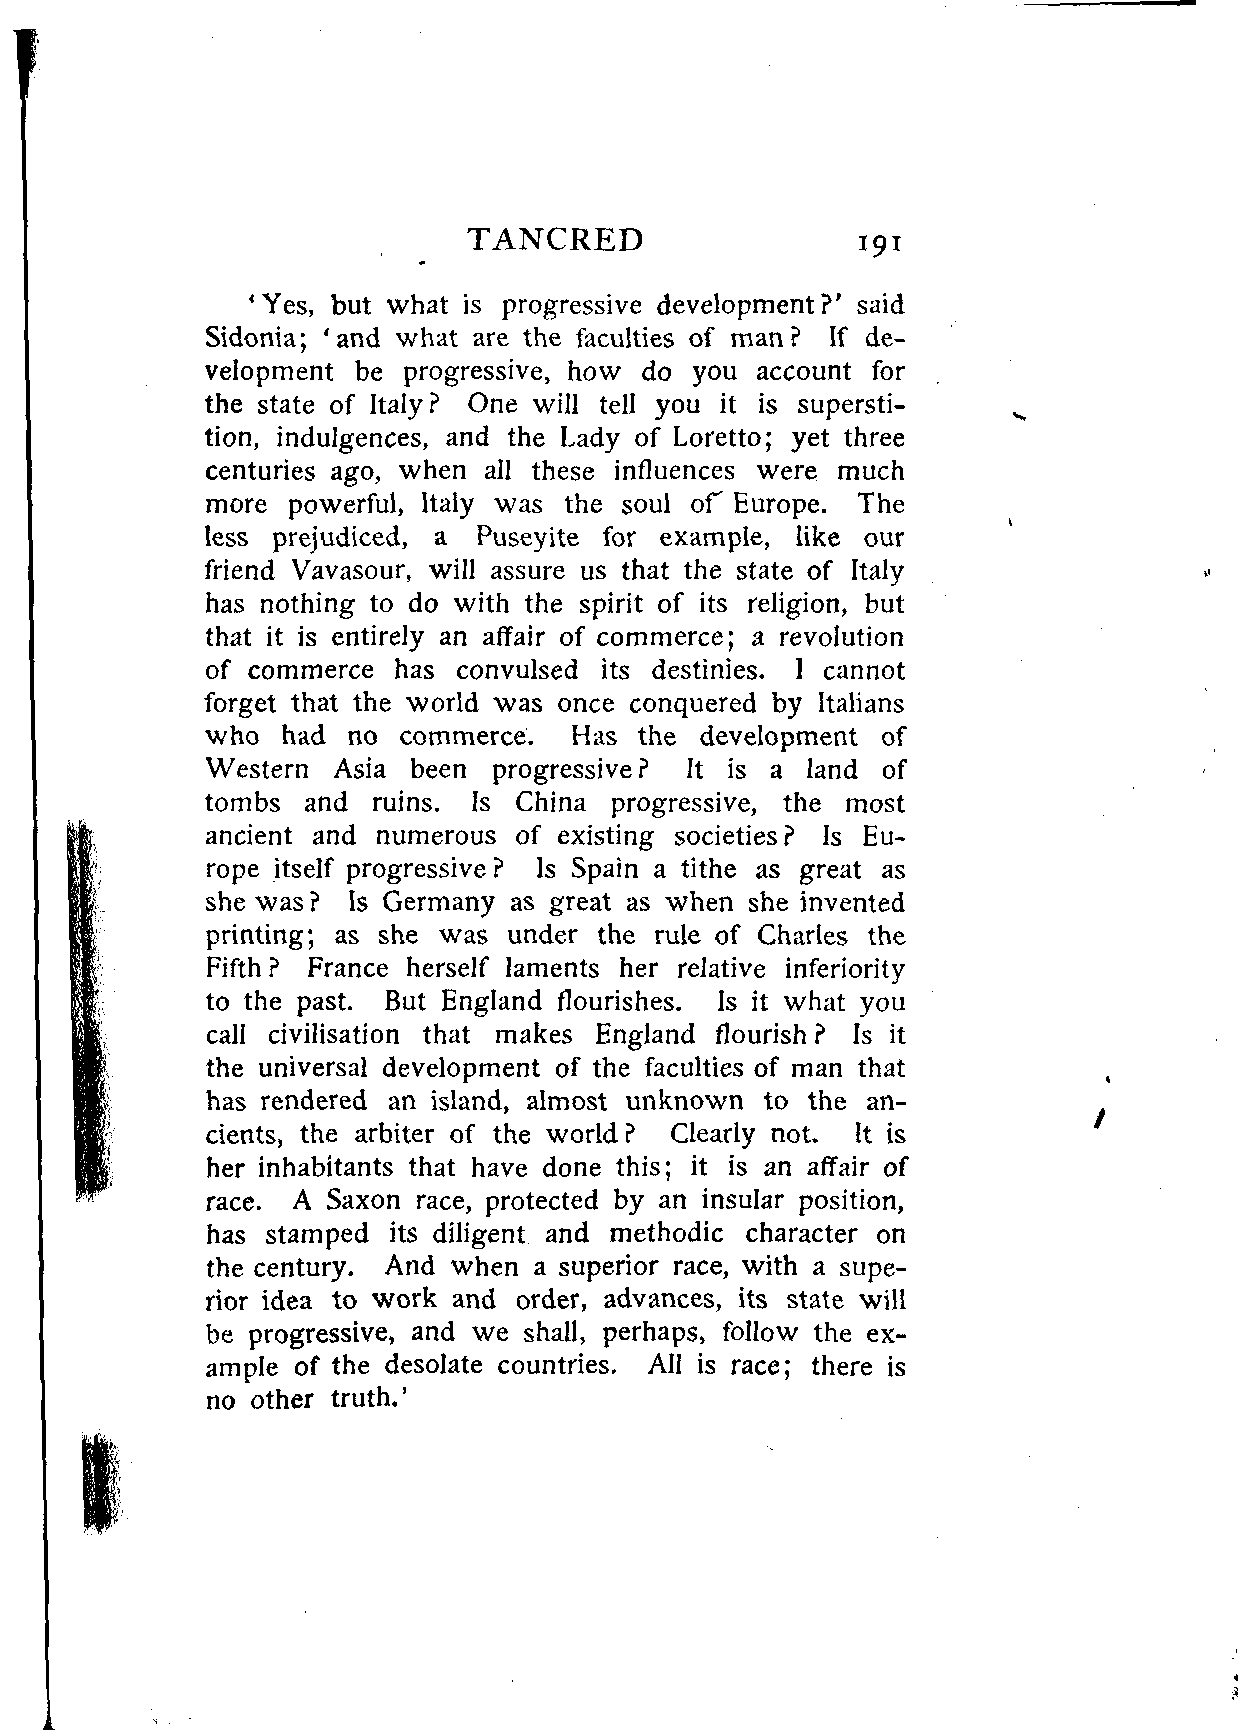 TANCRED 191
‘Yes, but what is progressive development?’ said
Sidonia; ‘and what are the faculties of man? If de-
velopment be progressive, how do you account for
the state of Italy? One will tell you it is supersti-
tion, indulgences, and the Lady of Loretto; yet three
centuries ago, when all these influences were much
more powerful, Italy was the soul of Europe. The
less prejudiced, a Puseyite for example, like our
friend Vavasour, will assure us that the state of Italy
has nothing to do with the spirit of its religion, but
that it is entirely an affair of commerce; a revolution
of commerce has convulsed its destinies. I cannot
forget that the world was once conquered by Italians
who had no commerce. Has the development of
Western Asia been progressive? It is a land of
tombs and ruins. Is China progressive, the most
ancient and numerous of existing societies? Is Eu-
rope itself progressive? Is Spain a tithe as great as
she was? Is Germany as great as when she invented
printing; as she was under the rule of Charles the
Fifth? France herself laments her relative inferiority
to the past. But England flourishes. Is it what you
call civilisation that makes England flourish? Is it
the universal development of the faculties of man that
has rendered an island, almost unknown to the an-
cients, the arbiter of the world? Clearly not. It is
her inhabitants that have done this; it is an affair of
race. A Saxon race, protected by an insular position,
has stamped its diligent and methodic character on
the century. And when a superior race, with a supe-
rior idea to work and order, advances, its state will
be progressive, and we shall, perhaps, follow the ex-
ample of the desolate countries. All is race; there is
no other truth.’